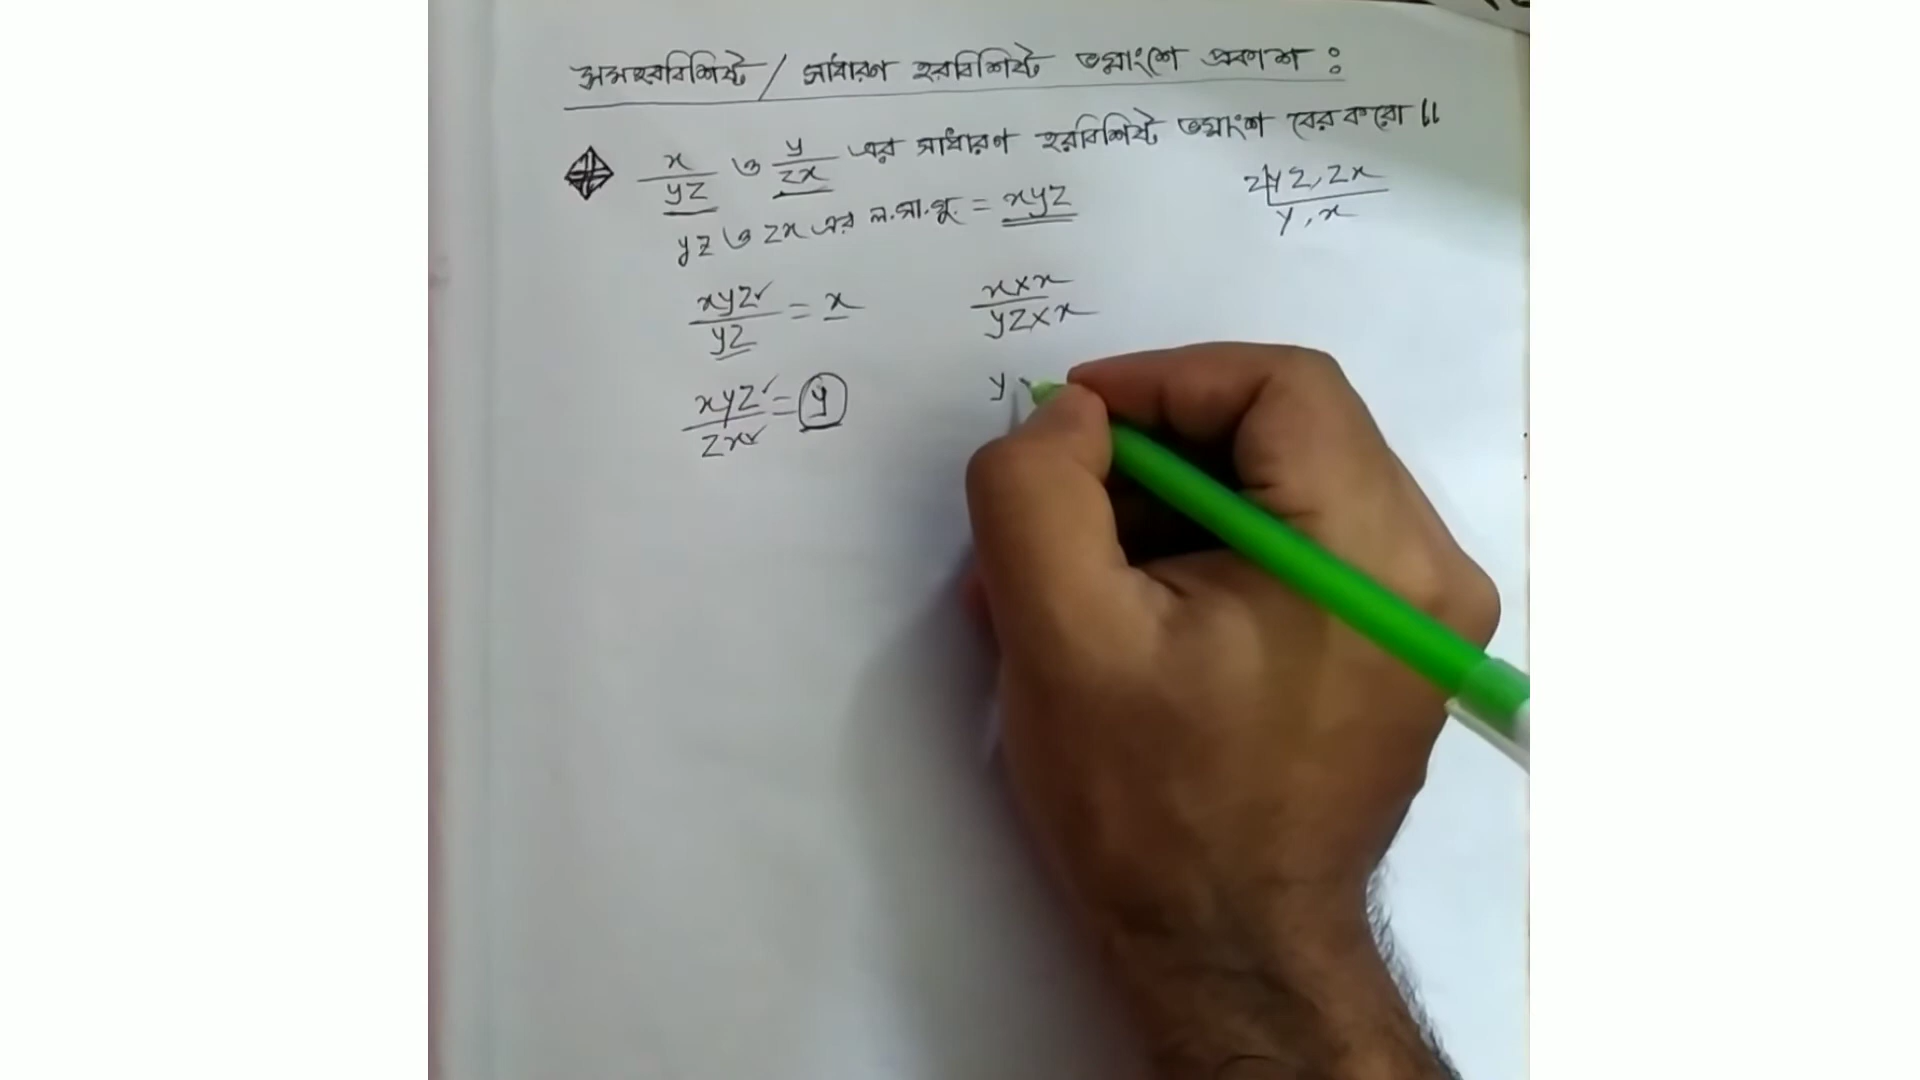 সমহরবিশিষ্ট / সাধারণ হরবিশিষ্ট ভগ্নাংশে প্রকাশ :
x/yz ও y/zx এর সাধারণ হরবিশিষ্ট ভগ্নাংশ বের করো ॥
yz ও zx এর ল.সা.গু. = xyz
z yz, zx
y, x
xyz/yz = x
x×x/yz×x
xyz/zx = y
y